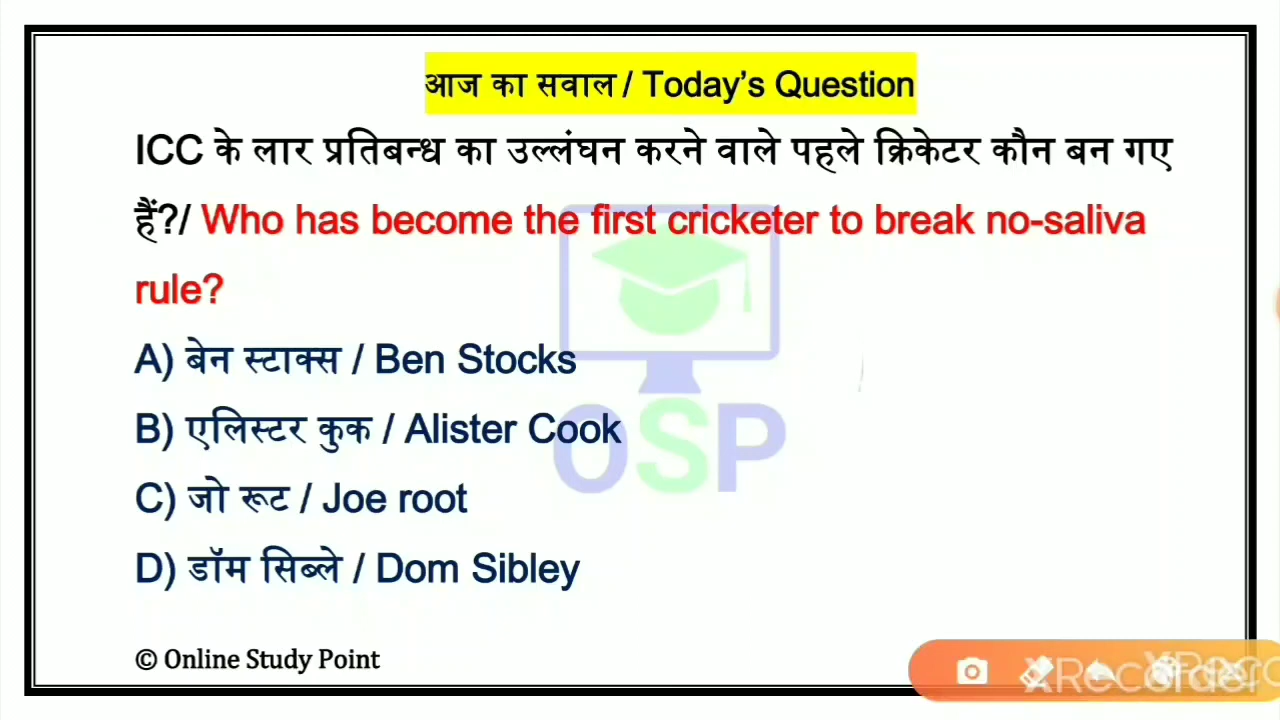 आज का सवाल / Today's Question
ICC के लार प्रतिबन्ध का उल्लंघन करने वाले पहले क्रिकेटर कौन बन गए
हैं?/ Who has become the first cricketer to break no-saliva
rule?
A) बेन स्टाक्स / Ben Stocks
B) एलिस्टर कुक / Alister Cook
OSP
C) जो रूट / Joe root
D) डॉम सिब्ले / Dom Sibley
© Online Study Point
XRecorder